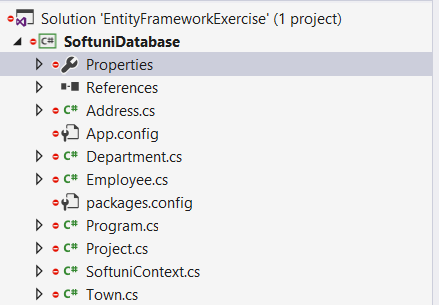 Solution 'EntityFrameworkExercise' (1 project)
C# SoftuniDatabase
Properties
References
C# Address.cs
App.config
C# Department.cs
C# Employee.cs
packages.config
C# Program.cs
C# Project.cs
C# SoftuniContext.cs
C# Town.cs